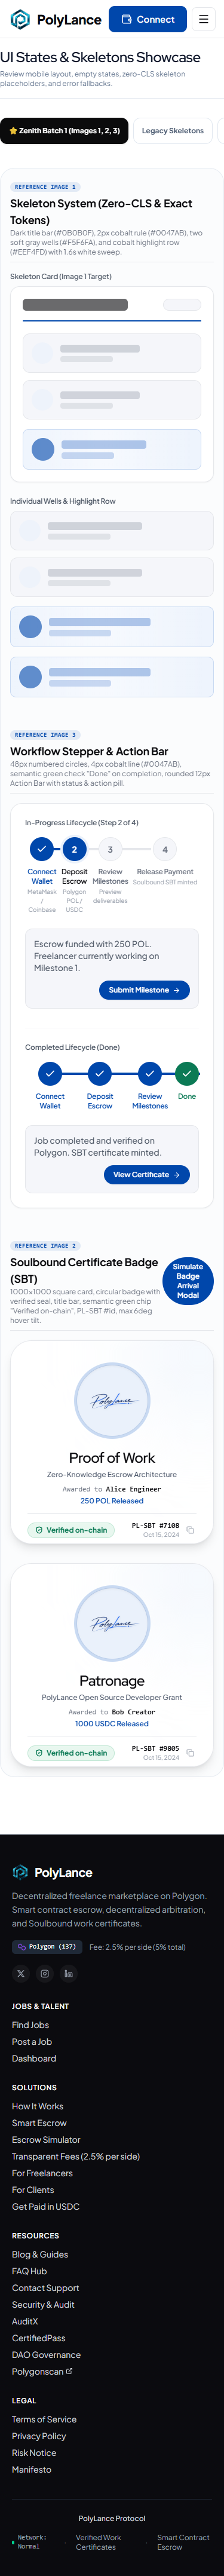 PolyLance
Connect
UI States & Skeletons Showcase
Review mobile layout, empty states, zero-CLS skeleton
placeholders, and error fallbacks.
Zenith Batch 1 (Images 1, 2, 3)
Legacy Skeletons
REFERENCE IMAGE 1
Skeleton System (Zero-CLS & Exact
Tokens)
Dark title bar (#0B0B0F), 2px cobalt rule (#0047AB), two
soft gray wells (#F5F6FA), and cobalt highlight row
(#EEF4FD) with 1.6s white sweep.
Skeleton Card (Image 1 Target)
Individual Wells & Highlight Row
REFERENCE IMAGE 3
Workflow Stepper & Action Bar
48px numbered circles, 4px cobalt line (#0047AB),
semantic green check "Done" on completion, rounded 12px
Action Bar with status & action pill.
In-Progress Lifecycle (Step 2 of 4)
2
3
4
Connect
Wallet
MetaMask
/
Coinbase
Deposit
Escrow
Polygon
POL /
USDC
Review
Milestones
Preview
deliverables
Release Payment
Soulbound SBT minted
Escrow funded with 250 POL.
Freelancer currently working on
Milestone 1.
Submit Milestone →
Completed Lifecycle (Done)
Connect
Wallet
Deposit
Escrow
Review
Milestones
Done
Job completed and verified on
Polygon. SBT certificate minted.
View Certificate →
REFERENCE IMAGE 2
Soulbound Certificate Badge
(SBT)
1000x1000 square card, circular badge with
verified seal, title bar, semantic green chip
"Verified on-chain", PL-SBT #id, max 6deg
hover tilt.
Simulate
Badge
Arrival
Modal
PolyLance
Proof of Work
Zero-Knowledge Escrow Architecture
Awarded to Alice Engineer
250 POL Released
Verified on-chain
PL-SBT #7108
Oct 15, 2024
PolyLance
Patronage
PolyLance Open Source Developer Grant
Awarded to Bob Creator
1000 USDC Released
Verified on-chain
PL-SBT #9805
Oct 15, 2024
PolyLance
Decentralized freelance marketplace on Polygon.
Smart contract escrow, decentralized arbitration,
and Soulbound work certificates.
Polygon (137)
Fee: 2.5% per side (5% total)
JOBS & TALENT
Find Jobs
Post a Job
Dashboard
SOLUTIONS
How It Works
Smart Escrow
Escrow Simulator
Transparent Fees (2.5% per side)
For Freelancers
For Clients
Get Paid in USDC
RESOURCES
Blog & Guides
FAQ Hub
Contact Support
Security & Audit
AuditX
CertifiedPass
DAO Governance
Polygonscan
LEGAL
Terms of Service
Privacy Policy
Risk Notice
Manifesto
PolyLance Protocol
Network:
Normal
Verified Work
Certificates
Smart Contract
Escrow